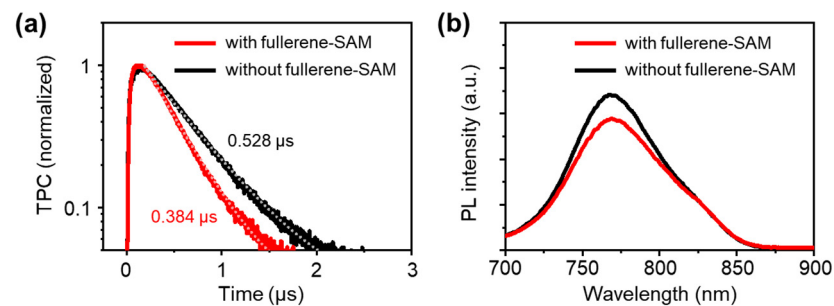 (a)
with fullerene-SAM
without fullerene-SAM
TPC (normalized)
1
0.1
0.528 µs
0.384 µs
0
1
2
3
Time (µs)
(b)
with fullerene-SAM
without fullerene-SAM
PL intensity (a.u.)
700
750
800
850
900
Wavelength (nm)